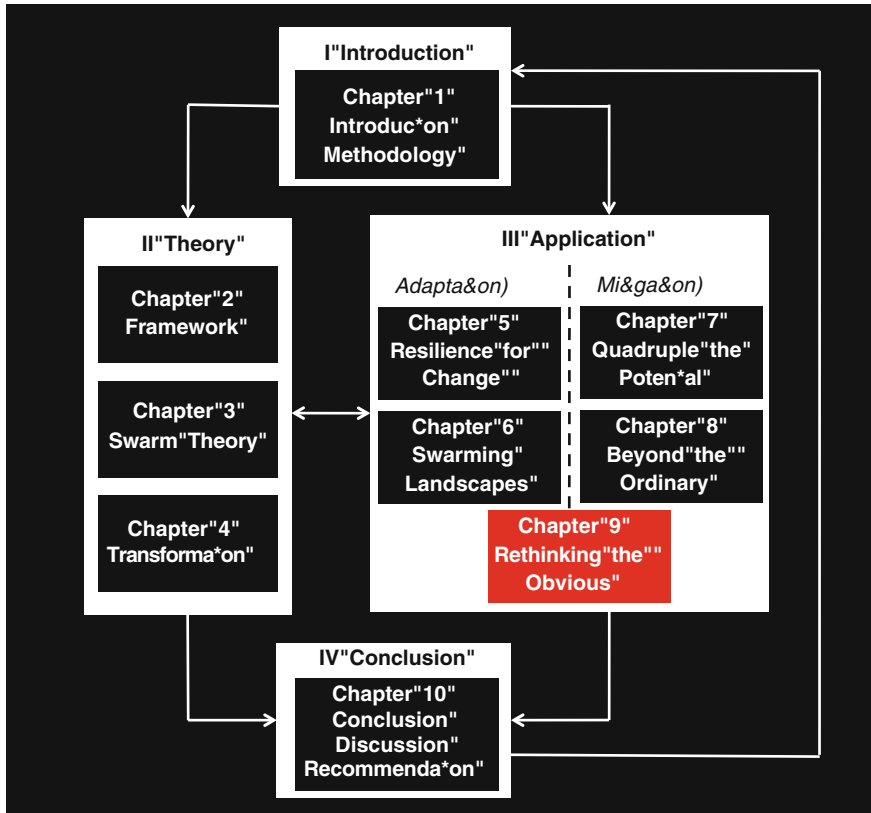 I"Introduction"
Chapter"1"
Introduc*on"
Methodology"
II"Theory"
Chapter"2"
Framework"
Chapter"3"
Swarm"Theory"
Chapter"4"
Transforma*on"
III"Application"
Adapta&on)
Chapter"5"
Resilience"for""
Change""
Chapter"6"
Swarming"
Landscapes"
Mi&ga&on)
Chapter"7"
Quadruple"the"
Poten*al"
Chapter"8"
Beyond"the""
Ordinary"
Chapter"9"
Rethinking"the""
Obvious"
IV"Conclusion"
Chapter"10"
Conclusion"
Discussion"
Recommenda*on"